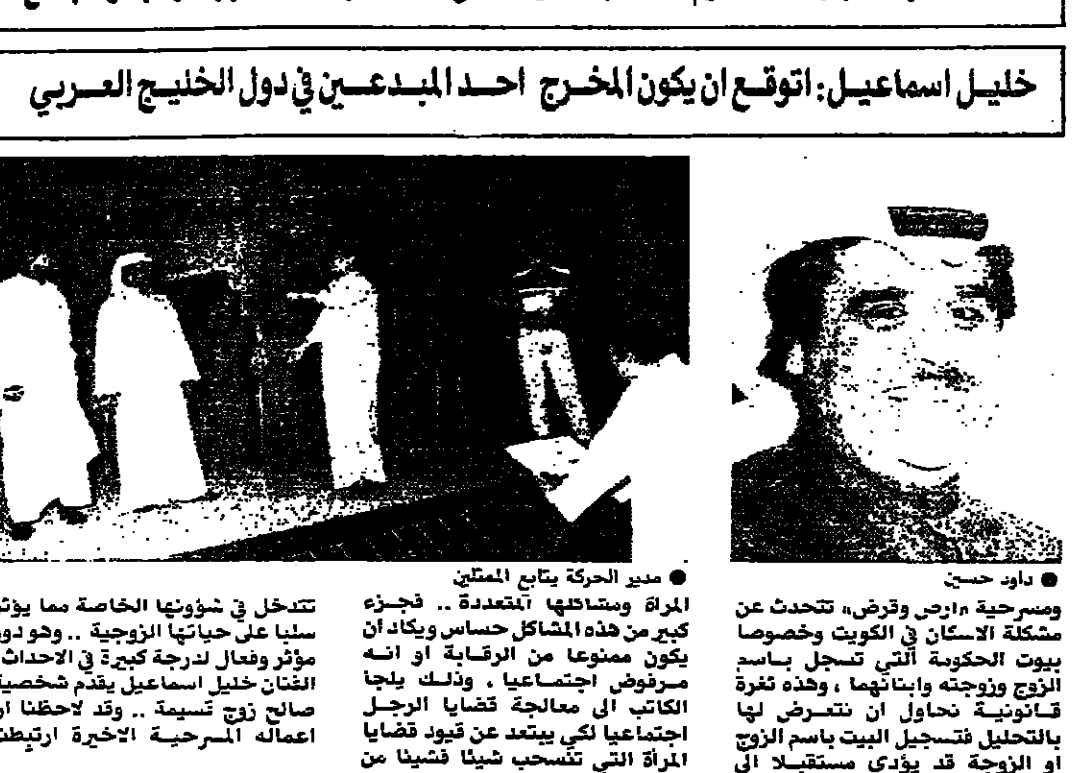 خليل اسماعيل: اتوقع ان يكون المخرج احد المبدعين في دول الخليج العربي
● داود حسين
ومسرحية «ارض وقرض» تتحدث عن
مشكلة الاسكان في الكويت وخصوصا
بيوت الحكومة التي تسجل باسم
الزوج وزوجته وابنائهما ، وهذه ثغرة
قانونية نحاول ان نتعرض لها
بالتحليل فتسجيل البيت باسم الزوج
او الزوجة قد يؤدي مستقبلا الى
● مدير الحركة يتابع الممثلين
المرأة ومشاكلها المتعددة .. فجزء
كبير من هذه المشاكل حساس ويكاد أن
يكون ممنوعا من الرقابة او انه
مرفوض اجتماعيا ، وذلك يلجا
الكاتب الى معالجة قضايا الرجل
اجتماعيا لكي يبتعد عن قيود قضايا
المرأة التي تنسحب شيئا فشيئا من
تتدخل في شؤونها الخاصة مما يؤثر
سلبا على حياتها الزوجية .. وهو دور
مؤثر وفعال لدرجة كبيرة في الاحداث
الفنان خليل اسماعيل يقدم شخصية
صالح زوج نسيمة .. وقد لاحظنا ان
اعماله المسرحية الاخيرة ارتبطت